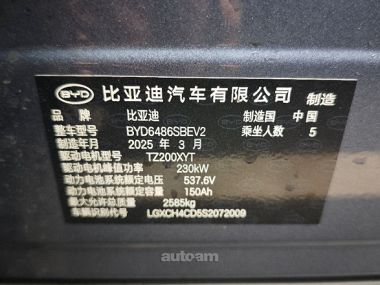 BYD 比亚迪汽车有限公司 制造
品牌 比亚迪 制造国 中国
整车型号 BYD6486SBEV2 乘坐人数 5
制造年月 2025 年 3 月
驱动电机型号 TZ200XYT
驱动电机峰值功率 230kW
动力电池系统额定电压 537.6V
动力电池系统额定容量 150Ah
最大允许总质量 2585kg
车辆识别代号 LGXCH4CD5S2072009
autoam